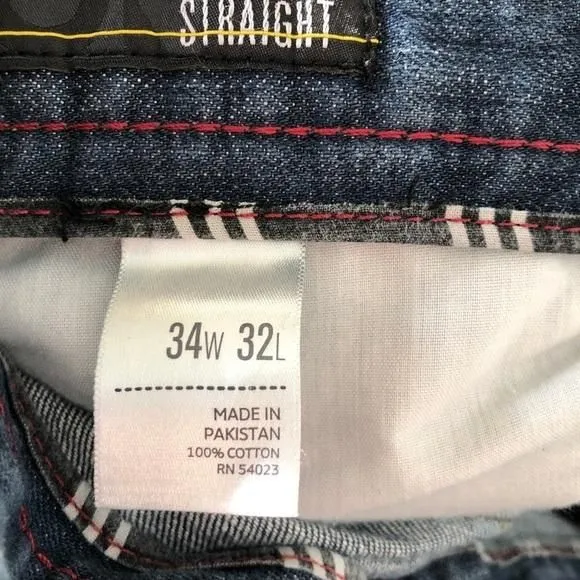 STRAIGHT
34W 32L
MADE IN
PAKISTAN
100% COTTON
RN 54023